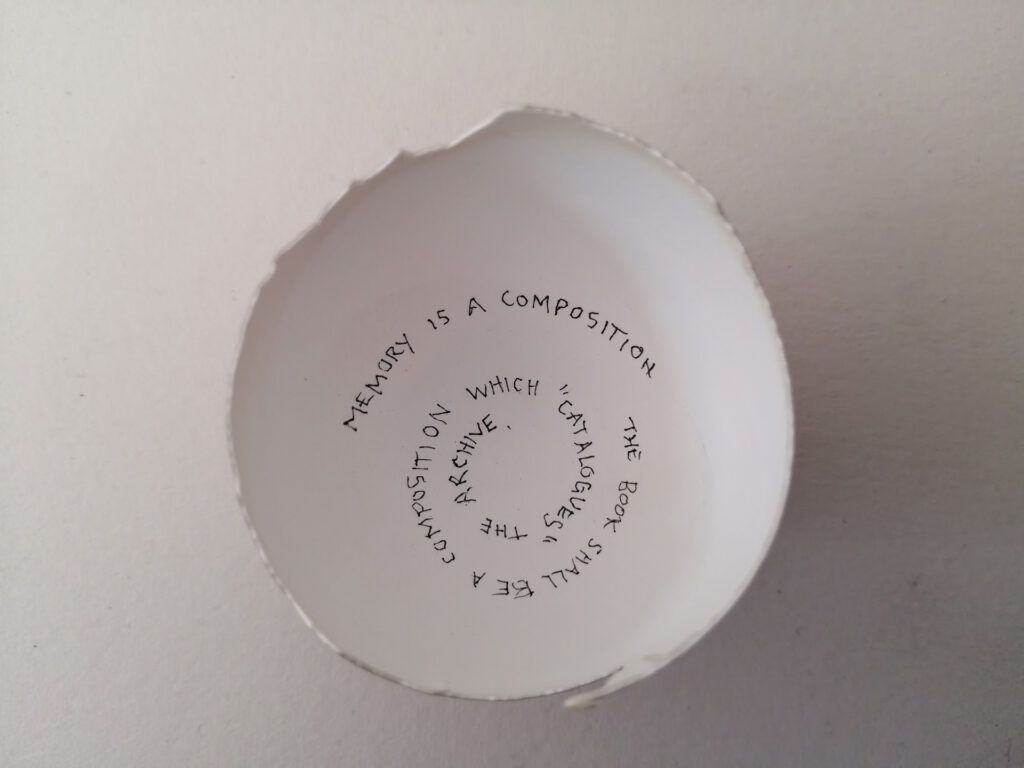 MEMORY IS A COMPOSITION
THE BOOK SHALL BE A COMPOSITION WHICH "CATALOGUES" THE ARCHIVE.